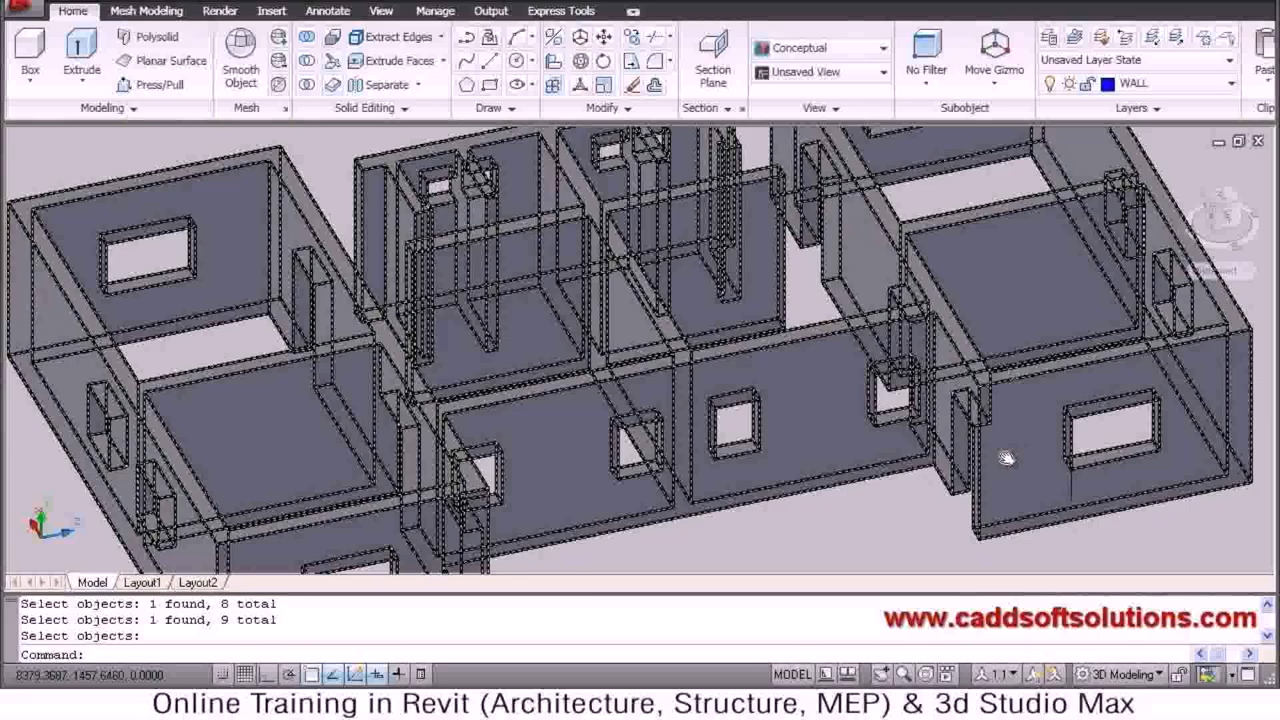 Home Mesh Modeling Render Insert Annotate View Manage Output Express Tools
Box Extrude Polysolid Planar Surface Press/Pull
Smooth Object
Extract Edges
Extrude Faces
Separate
Section Plane
Conceptual
Unsaved View
No Filter Move Gizmo
Unsaved Layer State
WALL
Modeling Mesh Solid Editing Draw Modify Section View Subobject Layers
Model Layout1 Layout2
Select objects: 1 found, 8 total
Select objects: 1 found, 9 total
Select objects:
www.caddsoftsolutions.com
Command:
8379.3687, 1457.6460, 0.0000 MODEL 1:1 3D Modeling
Online Training in Revit (Architecture, Structure, MEP) & 3d Studio Max